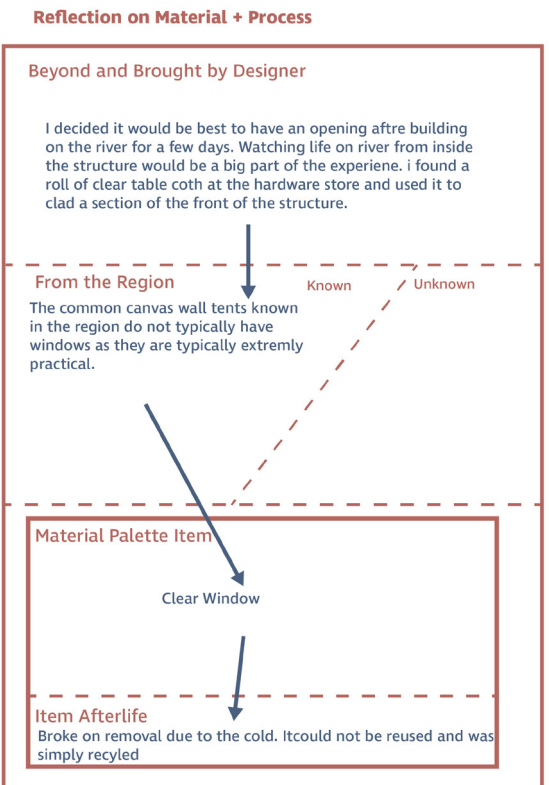 Reflection on Material + Process
Beyond and Brought by Designer
I decided it would be best to have an opening aftre building
on the river for a few days. Watching life on river from inside
the structure would be a big part of the experiene. i found a
roll of clear table coth at the hardware store and used it to
clad a section of the front of the structure.
From the Region
Known
Unknown
The common canvas wall tents known
in the region do not typically have
windows as they are typically extremly
practical.
Material Palette Item
Clear Window
Item Afterlife
Broke on removal due to the cold. Itcould not be reused and was
simply recyled